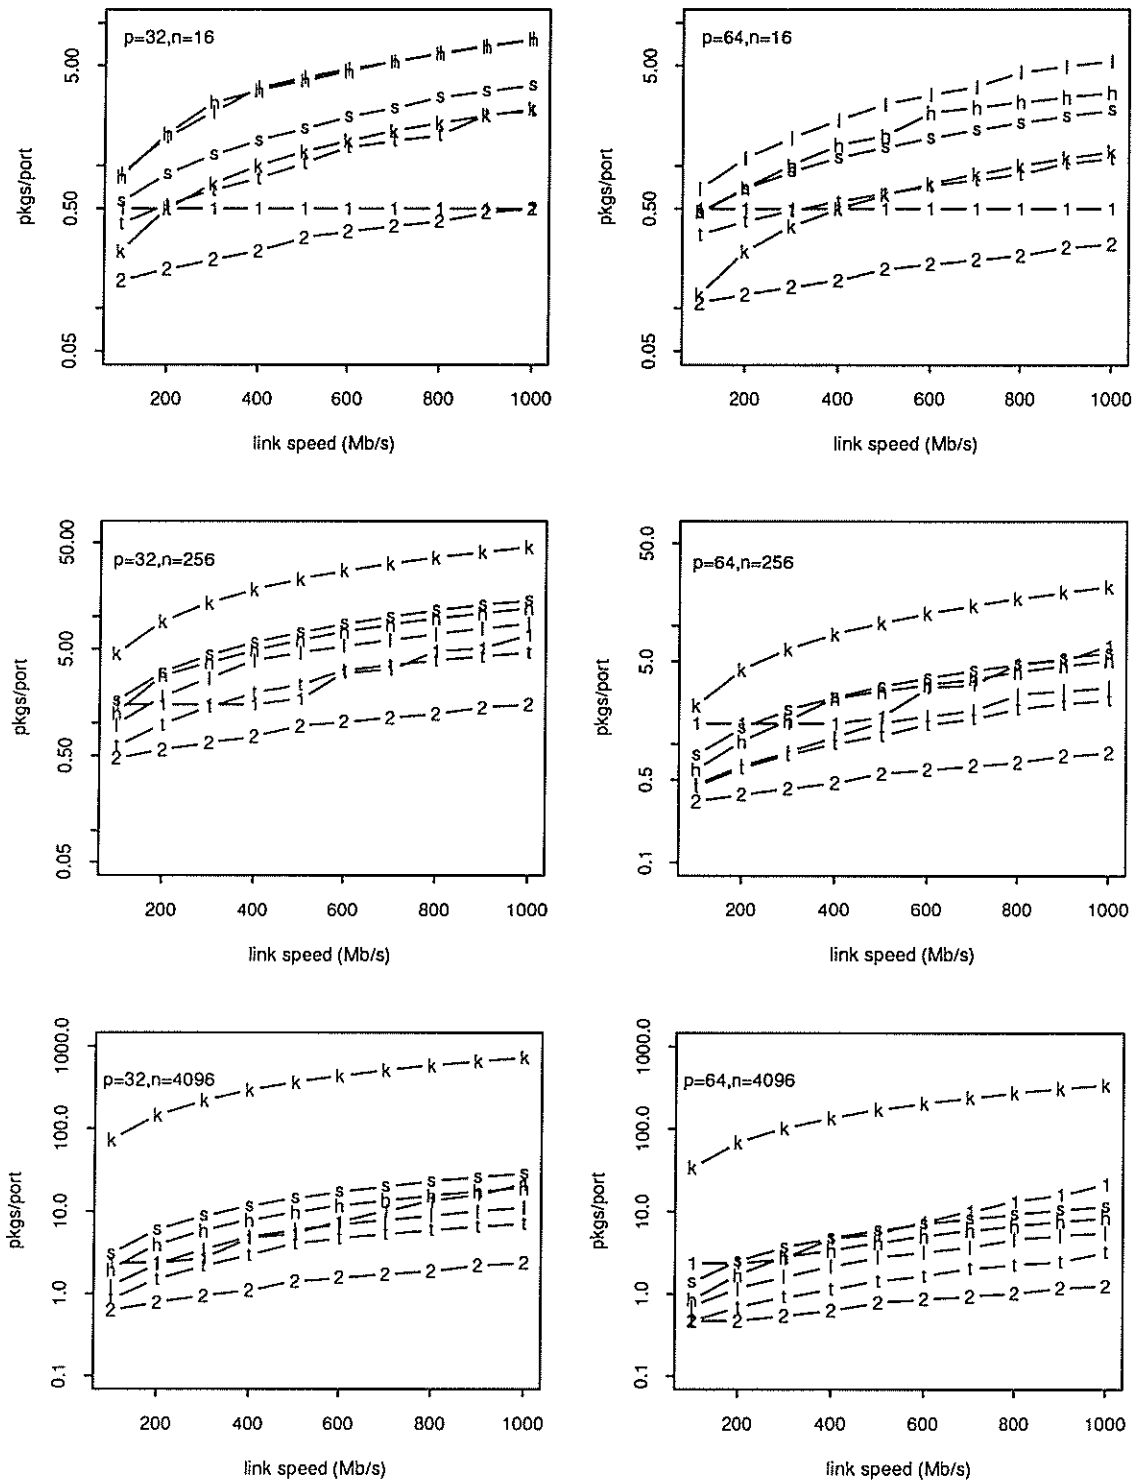 p=32,n=16
5.00
0.50
0.05
pkgs/port
200 400 600 800 1000
link speed (Mb/s)
p=64,n=16
5.00
0.50
0.05
pkgs/port
200 400 600 800 1000
link speed (Mb/s)
p=32,n=256
50.00
5.00
0.50
0.05
pkgs/port
200 400 600 800 1000
link speed (Mb/s)
p=64,n=256
50.0
5.0
0.5
0.1
pkgs/port
200 400 600 800 1000
link speed (Mb/s)
p=32,n=4096
1000.0
100.0
10.0
1.0
0.1
pkgs/port
200 400 600 800 1000
link speed (Mb/s)
p=64,n=4096
1000.0
100.0
10.0
1.0
0.1
pkgs/port
200 400 600 800 1000
link speed (Mb/s)